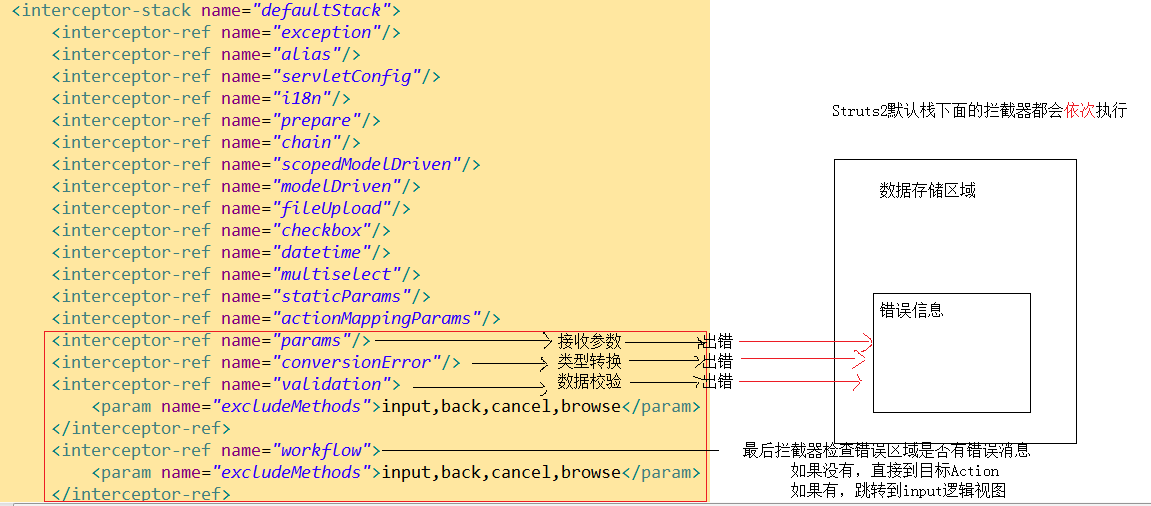 <interceptor-stack name="defaultStack">
<interceptor-ref name="exception"/>
<interceptor-ref name="alias"/>
<interceptor-ref name="servletConfig"/>
<interceptor-ref name="i18n"/>
<interceptor-ref name="prepare"/>
<interceptor-ref name="chain"/>
<interceptor-ref name="scopedModelDriven"/>
<interceptor-ref name="modelDriven"/>
<interceptor-ref name="fileUpload"/>
<interceptor-ref name="checkbox"/>
<interceptor-ref name="datetime"/>
<interceptor-ref name="multiselect"/>
<interceptor-ref name="staticParams"/>
<interceptor-ref name="actionMappingParams"/>
<interceptor-ref name="params"/> 接收参数 出错
<interceptor-ref name="conversionError"/> 类型转换 出错
<interceptor-ref name="validation"> 数据校验 出错
<param name="excludeMethods">input,back,cancel,browse</param>
</interceptor-ref>
<interceptor-ref name="workflow">
<param name="excludeMethods">input,back,cancel,browse</param>
</interceptor-ref>
Struts2默认栈下面的拦截器都会依次执行
数据存储区域
错误信息
最后拦截器检查错误区域是否有错误消息
如果没有，直接到目标Action
如果有，跳转到input逻辑视图